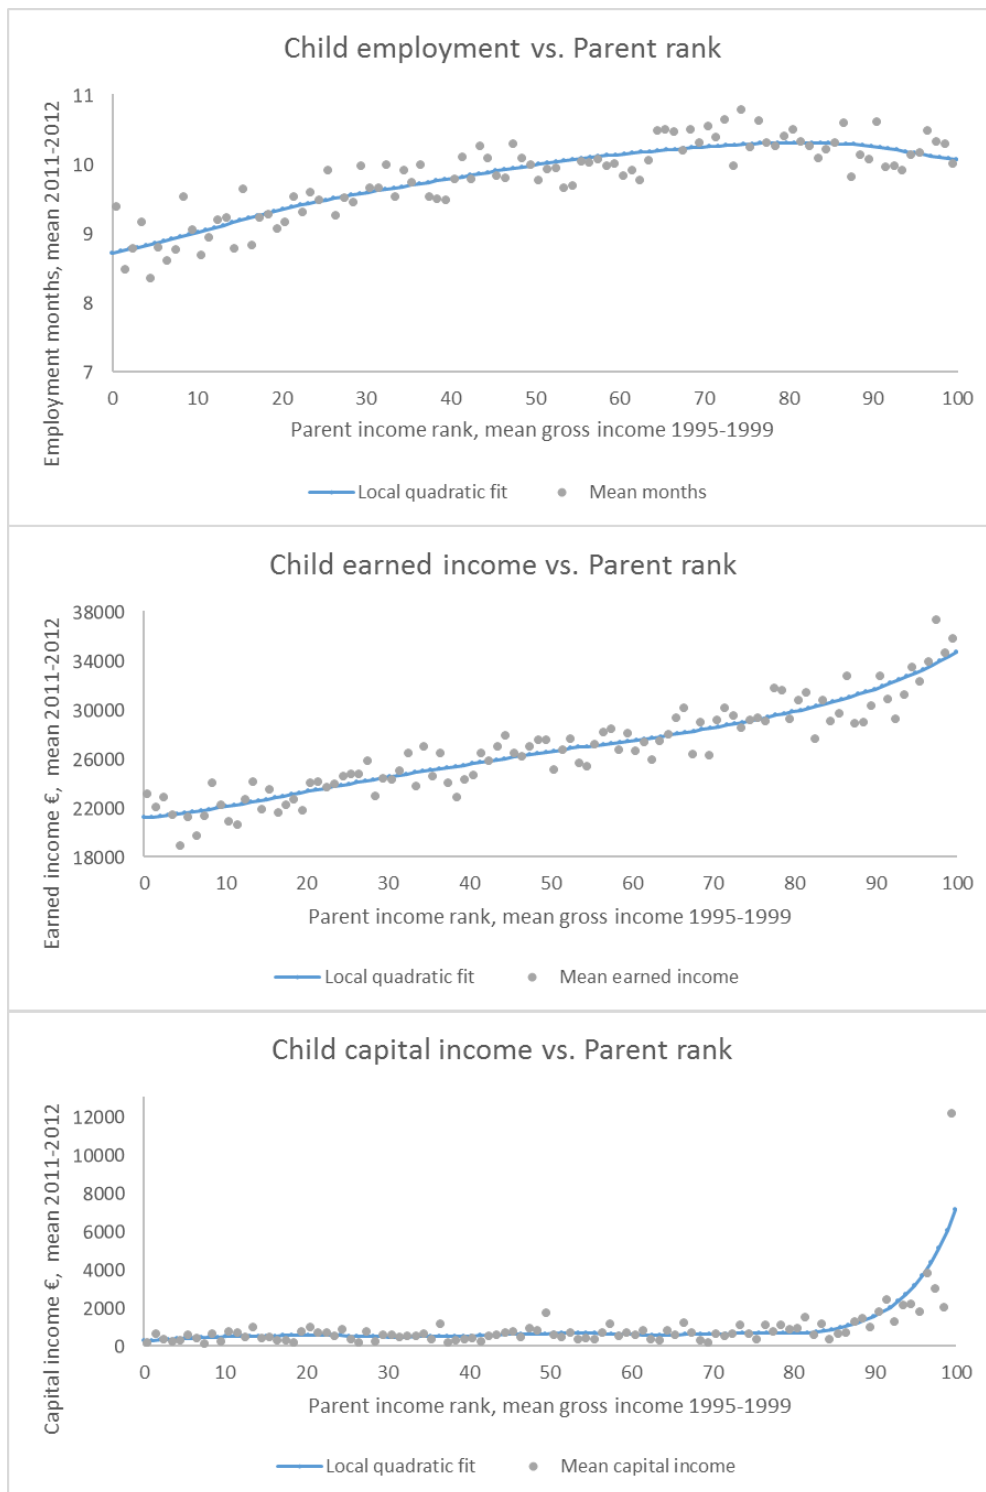 Child employment vs. Parent rank
Employment months, mean 2011-2012
11
10
9
8
7
0 10 20 30 40 50 60 70 80 90 100
Parent income rank, mean gross income 1995-1999
Local quadratic fit Mean months
Child earned income vs. Parent rank
Earned income €, mean 2011-2012
38000
34000
30000
26000
22000
18000
0 10 20 30 40 50 60 70 80 90 100
Parent income rank, mean gross income 1995-1999
Local quadratic fit Mean earned income
Child capital income vs. Parent rank
Capital income €, mean 2011-2012
12000
10000
8000
6000
4000
2000
0
0 10 20 30 40 50 60 70 80 90 100
Parent income rank, mean gross income 1995-1999
Local quadratic fit Mean capital income